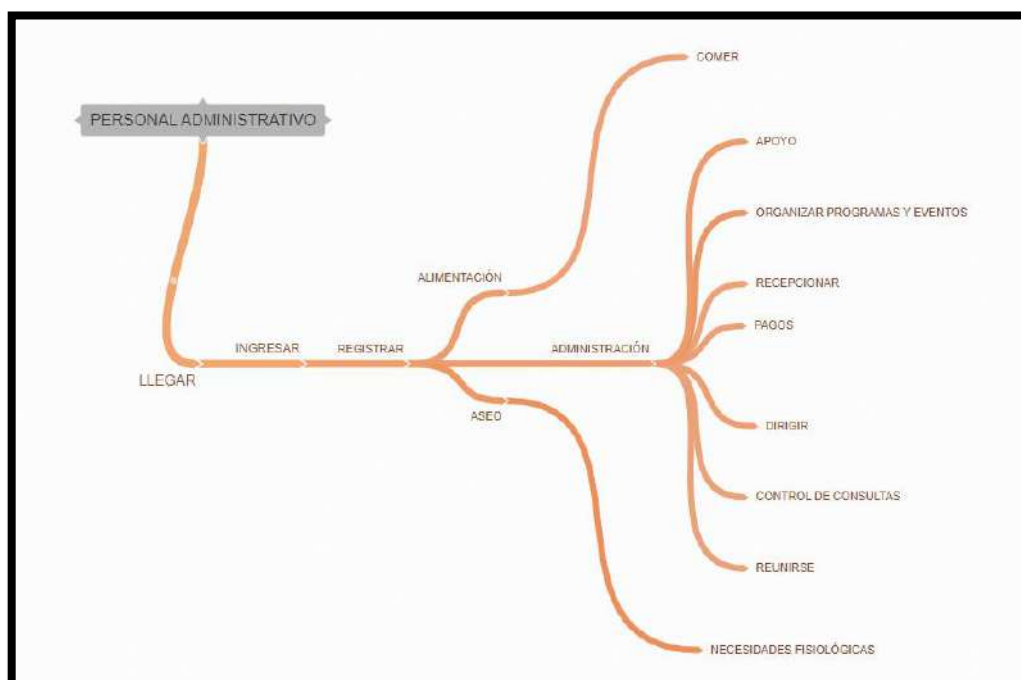 PERSONAL ADMINISTRATIVO
COMER
APOYO
ORGANIZAR PROGRAMAS Y EVENTOS
ALIMENTACIÓN
RECEPCIONAR
PAGOS
INGRESAR
REGISTRAR
ADMINISTRACIÓN
LLEGAR
ASEO
DIRIGIR
CONTROL DE CONSULTAS
REUNIRSE
NECESIDADES FISIOLÓGICAS